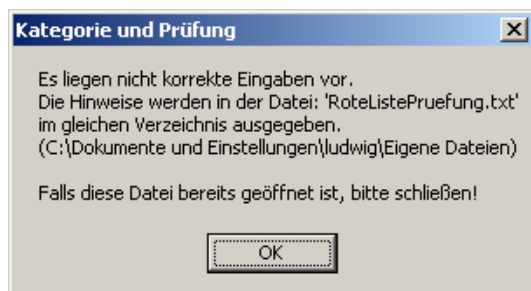 Kategorie und Prüfung
Es liegen nicht korrekte Eingaben vor.
Die Hinweise werden in der Datei: 'RoteListePruefung.txt'
im gleichen Verzeichnis ausgegeben.
(C:\Dokumente und Einstellungen\ludwig\Eigene Dateien)
Falls diese Datei bereits geöffnet ist, bitte schließen!
OK